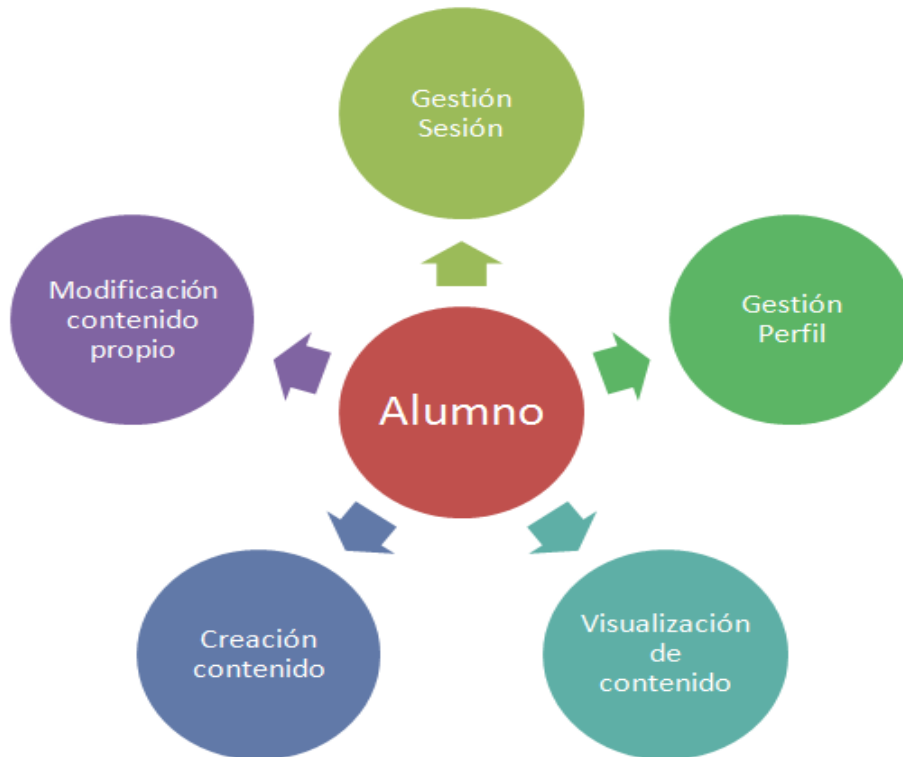 Gestión
Sesión
Modificación
contenido
propio
Gestión
Perfil
Alumno
Creación
contenido
Visualización
de
contenido